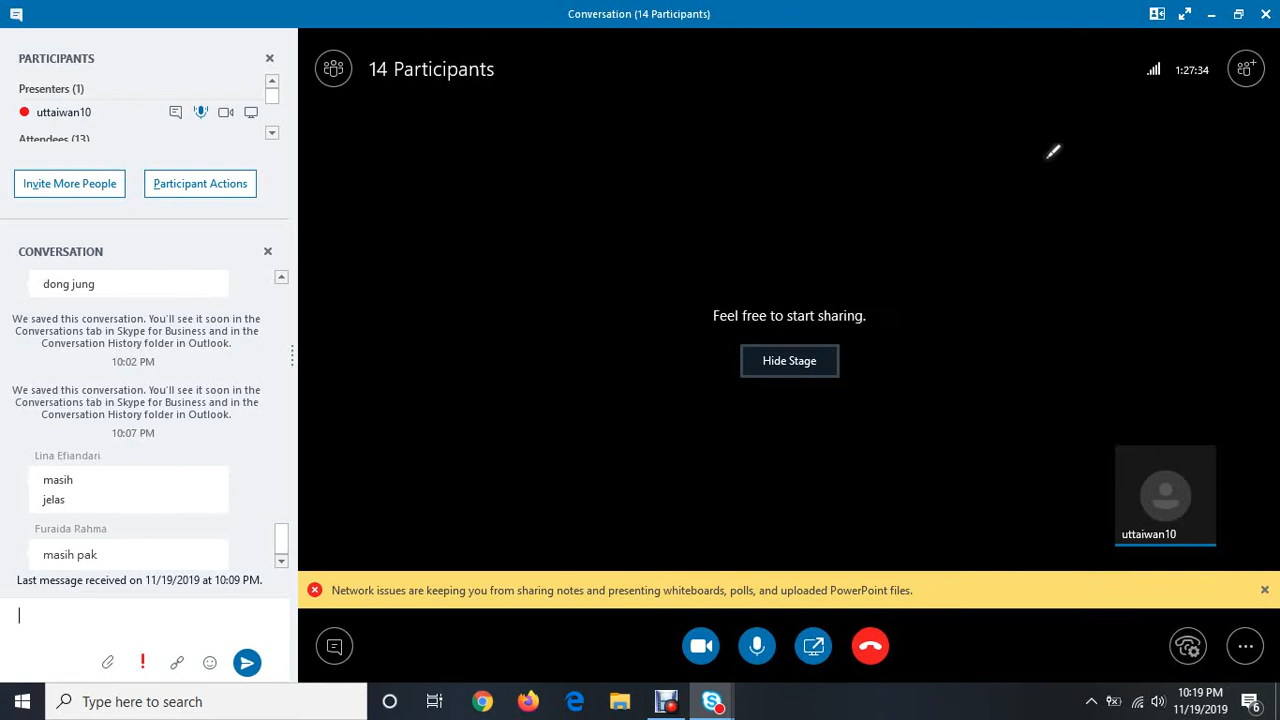 Conversation (14 Participants)
PARTICIPANTS
Presenters (1)
uttaiwan10
Attendees (13)
Invite More People
Participant Actions
CONVERSATION
dong jung
We saved this conversation. You'll see it soon in the
Conversations tab in Skype for Business and in the
Conversation History folder in Outlook.
10:02 PM
We saved this conversation. You'll see it soon in the
Conversations tab in Skype for Business and in the
Conversation History folder in Outlook.
10:07 PM
Lina Efiandari
masih
jelas
Furaida Rahma
masih pak
Last message received on 11/19/2019 at 10:09 PM.
14 Participants
1:27:34
Feel free to start sharing.
Hide Stage
uttaiwan10
Network issues are keeping you from sharing notes and presenting whiteboards, polls, and uploaded PowerPoint files.
Type here to search
10:19 PM
11/19/2019
6